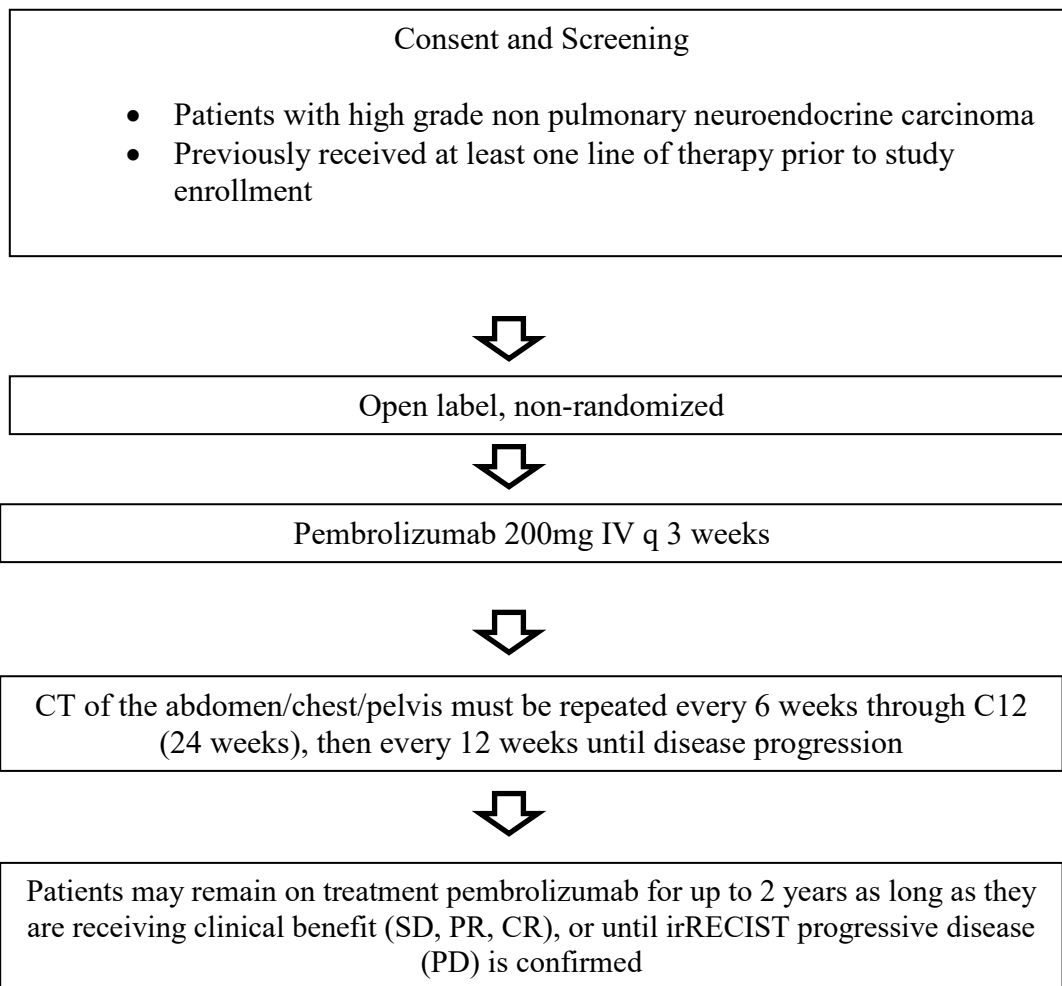 Consent and Screening
• Patients with high grade non pulmonary neuroendocrine carcinoma
• Previously received at least one line of therapy prior to study
enrollment
Open label, non-randomized
Pembrolizumab 200mg IV q 3 weeks
CT of the abdomen/chest/pelvis must be repeated every 6 weeks through C12
(24 weeks), then every 12 weeks until disease progression
Patients may remain on treatment pembrolizumab for up to 2 years as long as they
are receiving clinical benefit (SD, PR, CR), or until irRECIST progressive disease
(PD) is confirmed